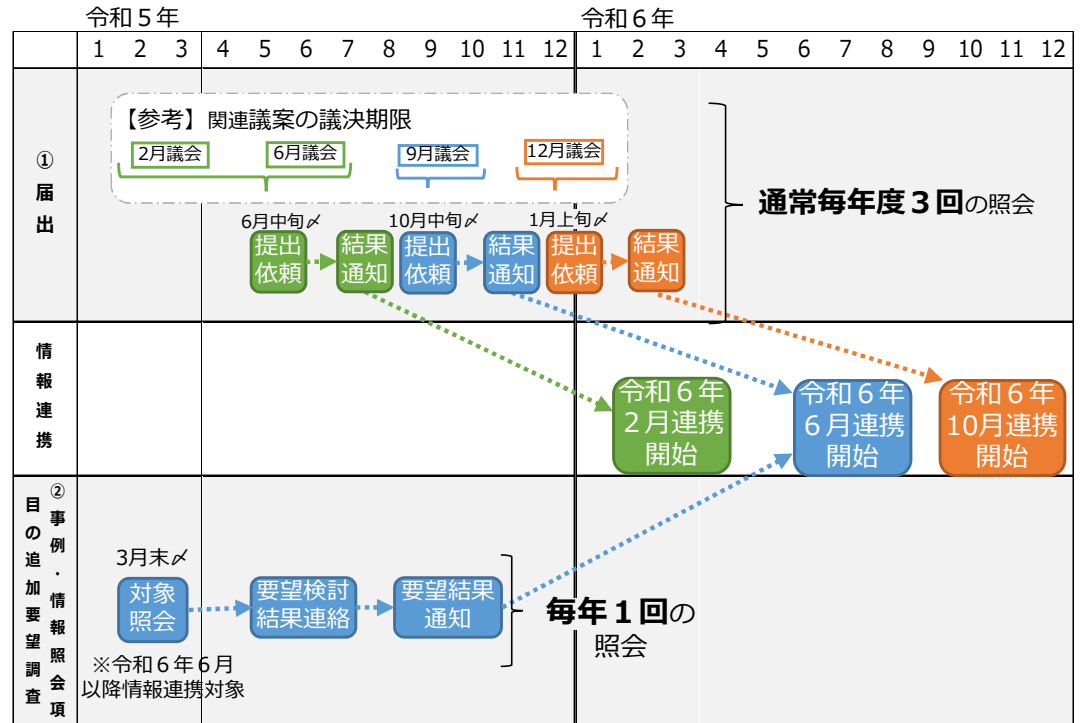 令和５年
令和６年
1 2 3 4 5 6 7 8 9 10 11 12 1 2 3 4 5 6 7 8 9 10 11 12
①
届
出
【参考】関連議案の議決期限
2月議会
6月議会
9月議会
12月議会
6月中旬〆
10月中旬〆
1月上旬〆
提出
依頼
結果
通知
提出
依頼
結果
通知
提出
依頼
結果
通知
通常毎年度３回の照会
情
報
連
携
令和６年
２月連携
開始
令和６年
６月連携
開始
令和６年
10月連携
開始
②事例・情報照会項
目の追加要望調査
3月末〆
対象
照会
※令和６年６月
以降情報連携対象
要望検討
結果連絡
要望結果
通知
毎年１回の
照会